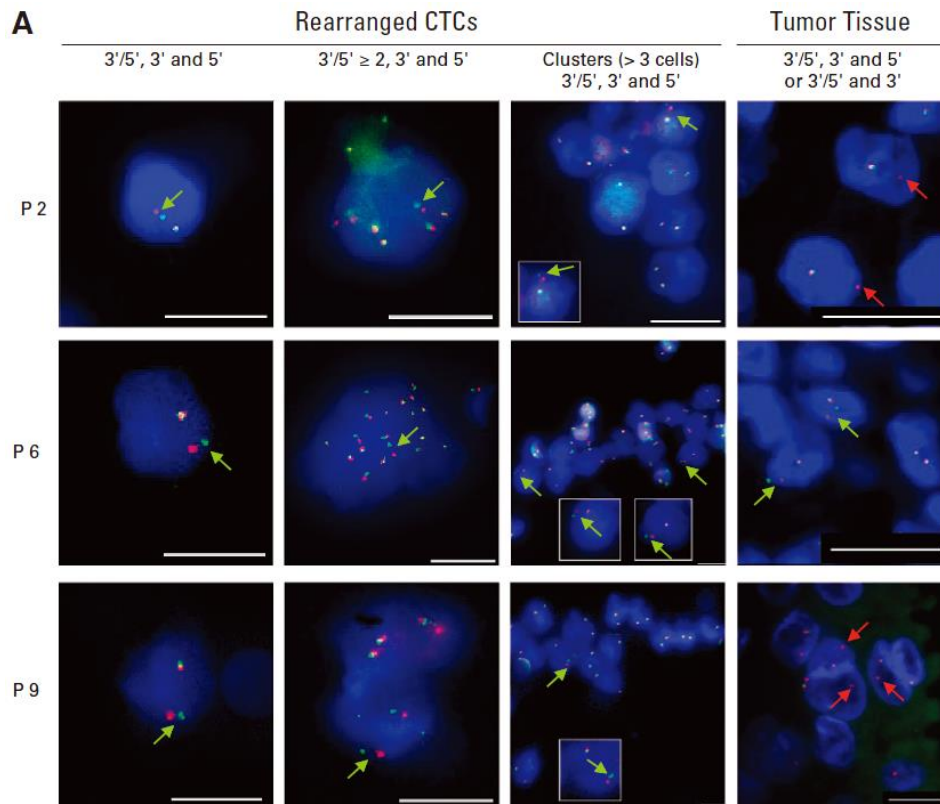 A
Rearranged CTCs
Tumor Tissue
3'/5', 3' and 5'
3'/5' ≥ 2, 3' and 5'
Clusters (> 3 cells)
3'/5', 3' and 5'
3'/5', 3' and 5'
or 3'/5' and 3'
P 2
P 6
P 9